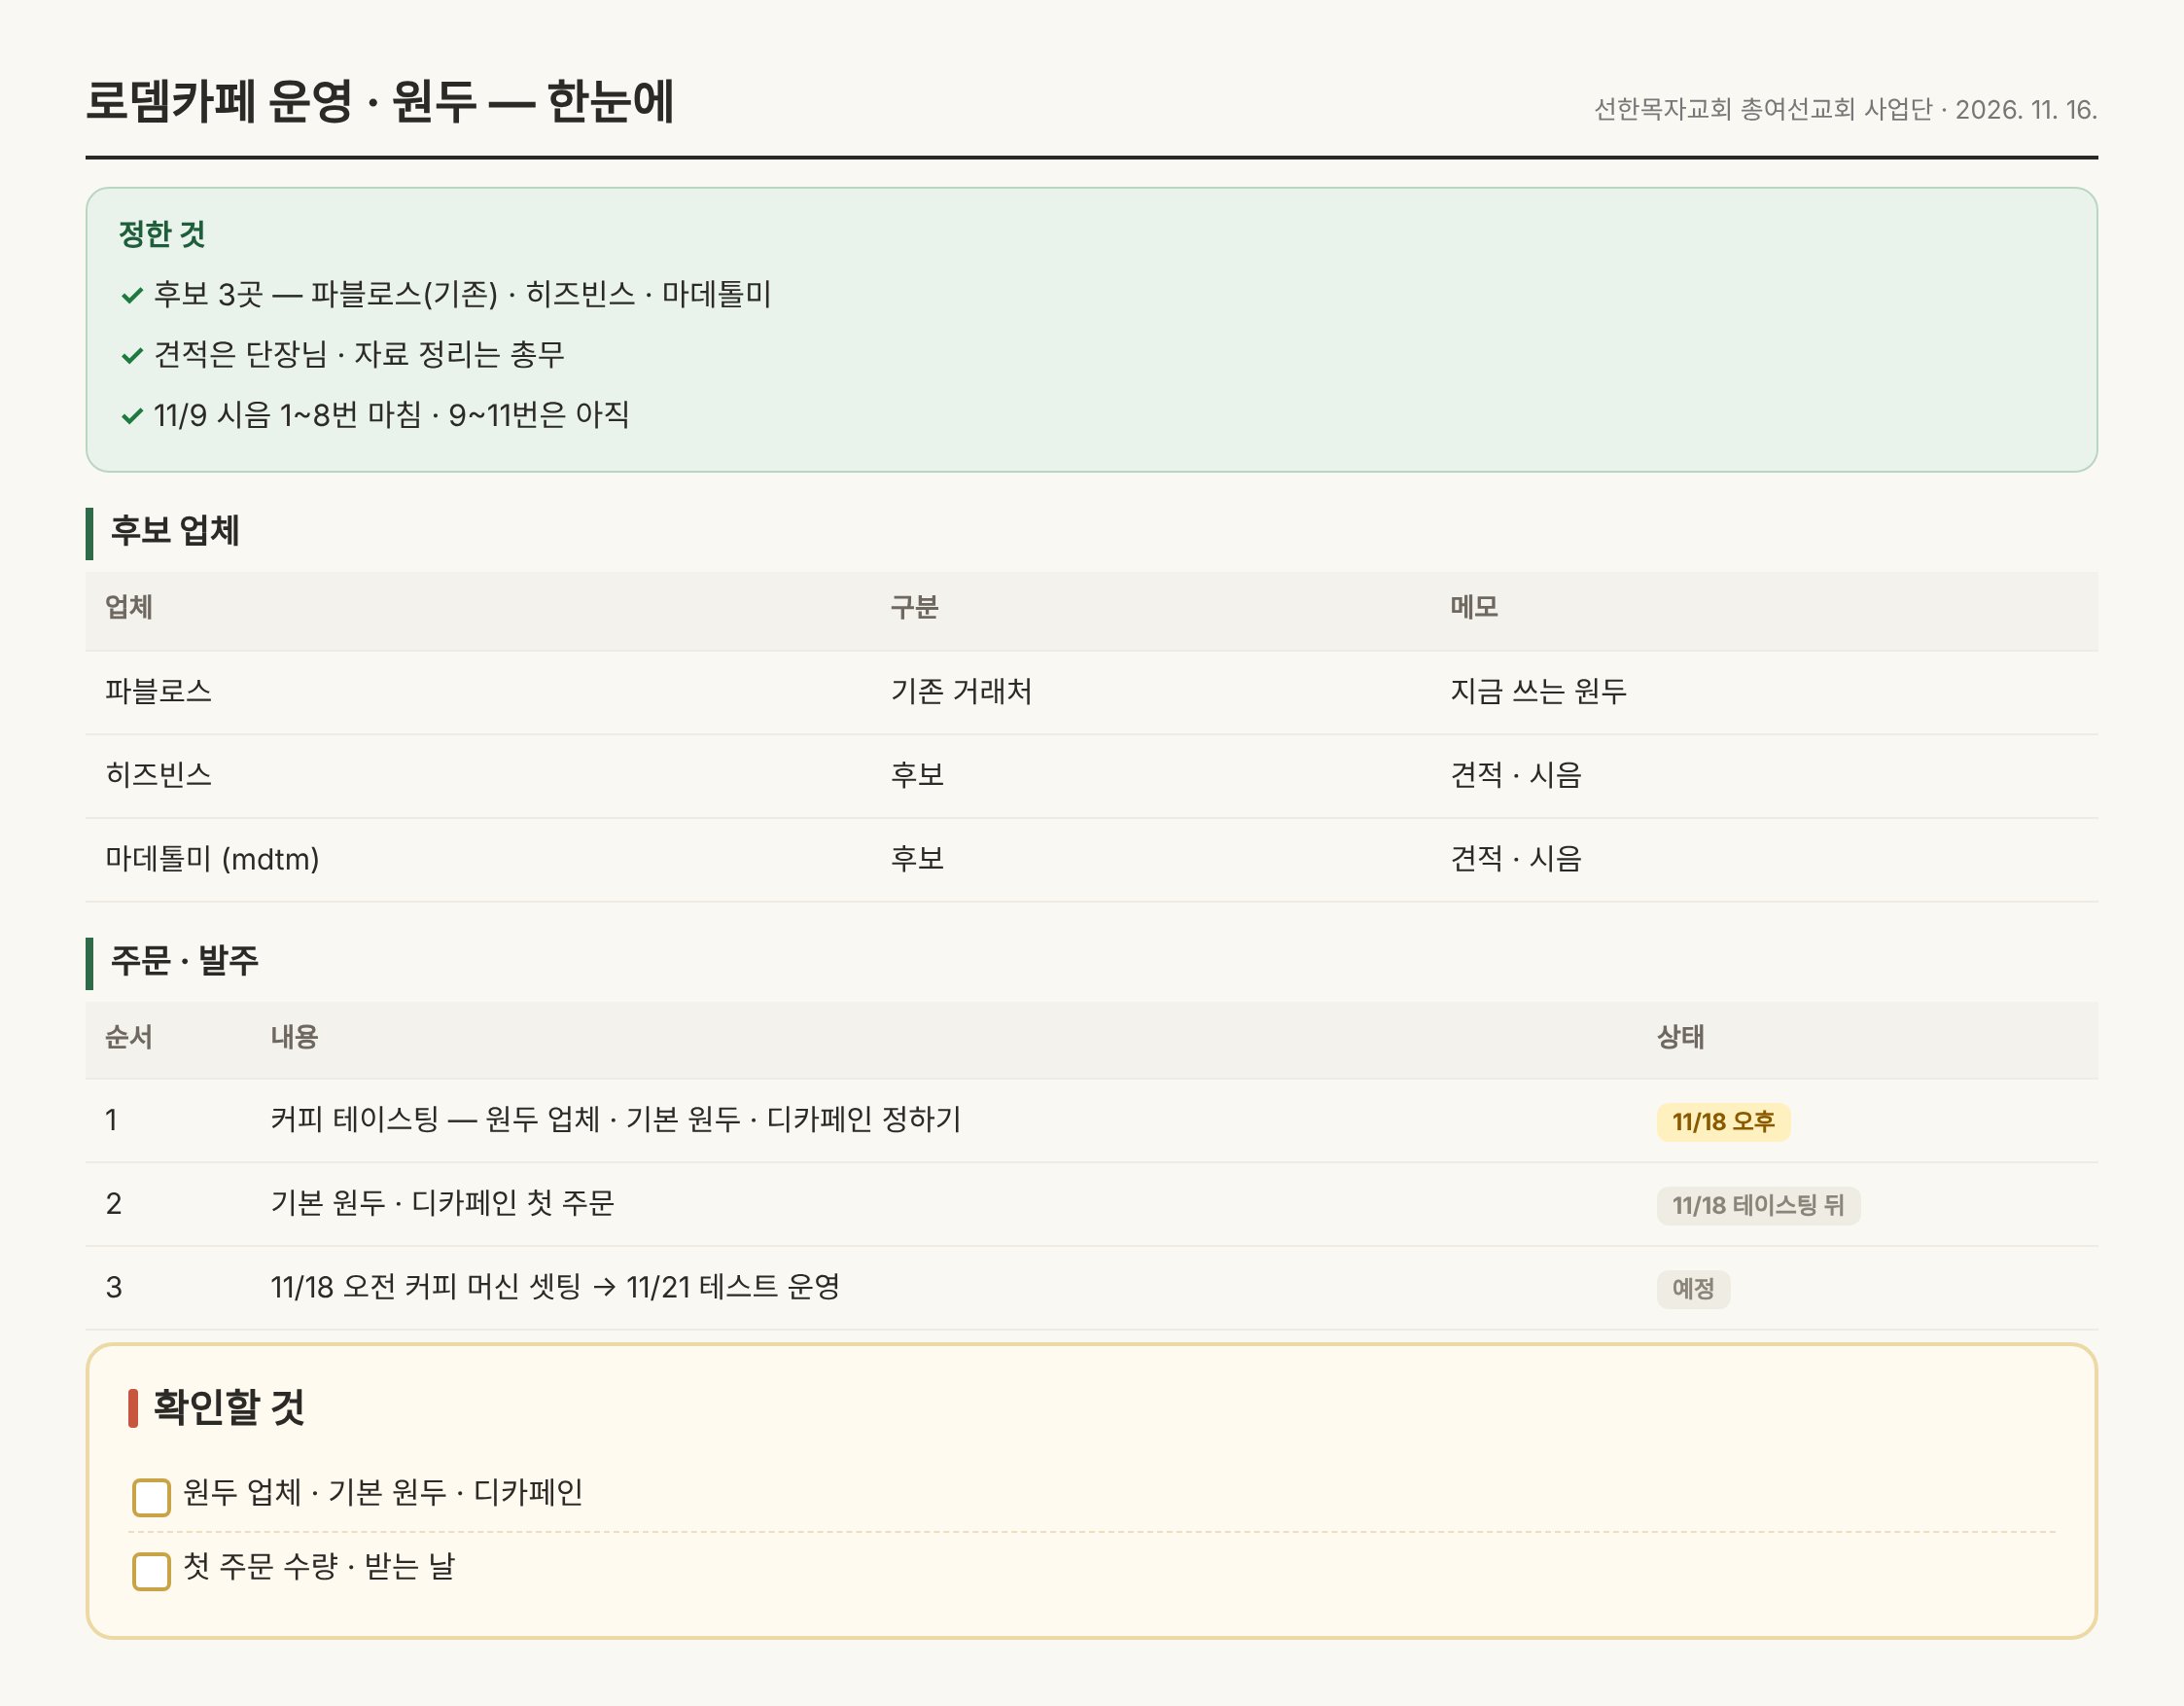 로뎀카페 운영 · 원두 — 한눈에
선한목자교회 총여선교회 사업단 · 2026. 11. 16.
정한 것
✓ 후보 3곳 — 파블로스(기존) · 히즈빈스 · 마데톨미
✓ 견적은 단장님 · 자료 정리는 총무
✓ 11/9 시음 1~8번 마침 · 9~11번은 아직
후보 업체
업체 구분 메모
파블로스 기존 거래처 지금 쓰는 원두
히즈빈스 후보 견적 · 시음
마데톨미 (mdtm) 후보 견적 · 시음
주문 · 발주
순서 내용 상태
1 커피 테이스팅 — 원두 업체 · 기본 원두 · 디카페인 정하기 11/18 오후
2 기본 원두 · 디카페인 첫 주문 11/18 테이스팅 뒤
3 11/18 오전 커피 머신 셋팅 → 11/21 테스트 운영 예정
확인할 것
원두 업체 · 기본 원두 · 디카페인
첫 주문 수량 · 받는 날